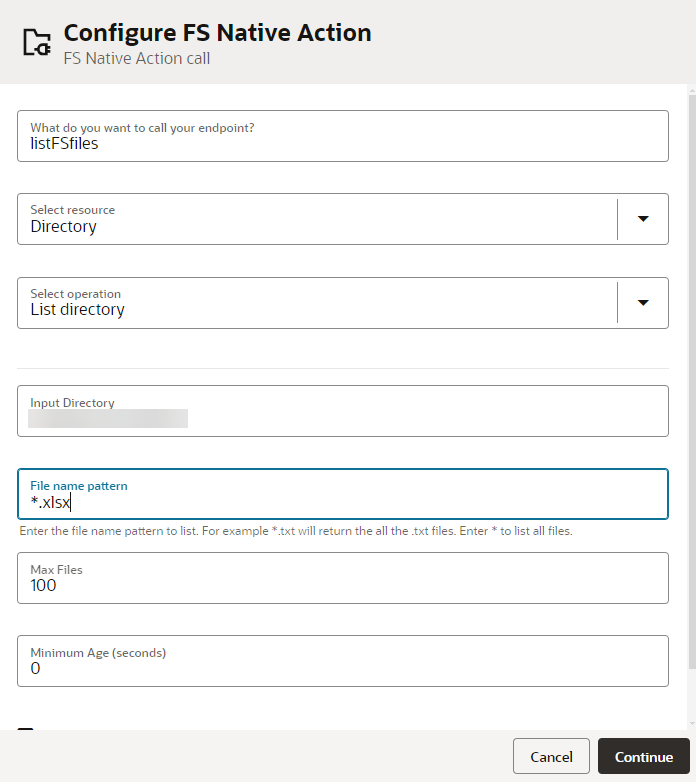 Configure FS Native Action
FS Native Action call
What do you want to call your endpoint?
listFSfiles
Select resource
Directory
Select operation
List directory
Input Directory
File name pattern
*.xlsx
Enter the file name pattern to list. For example *.txt will return the all the .txt files. Enter * to list all files.
Max Files
100
Minimum Age (seconds)
0
Cancel
Continue